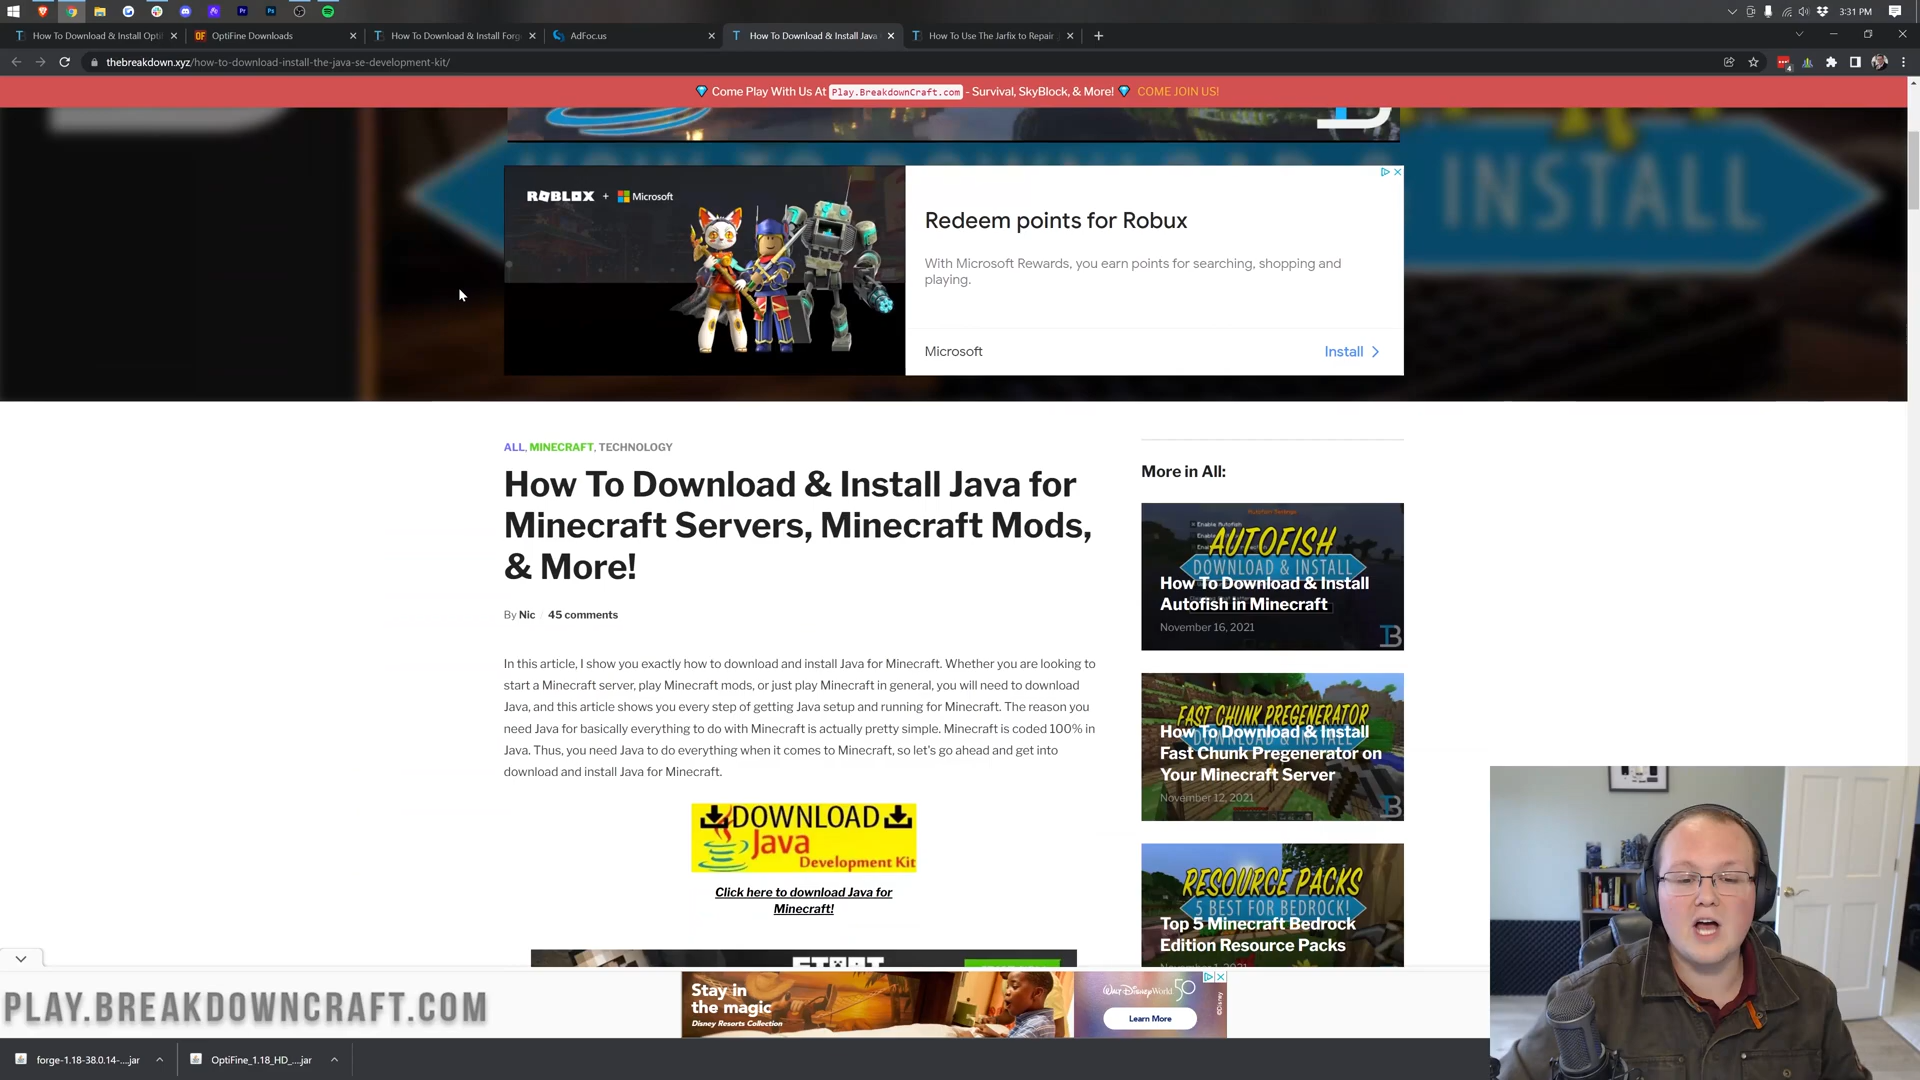 3:31 PM
How To Download & Install Opti
OptiFine Downloads
How To Download & Install Forg
AdFoc.us
How To Download & Install Java
How To Use The Jarfix to Repair
thebreakdown.xyz/how-to-download-install-the-java-se-development-kit/
Come Play With Us At Play.BreakdownCraft.com - Survival, SkyBlock, & More! COME JOIN US!
INSTALL
ROBLOX + Microsoft
Redeem points for Robux
With Microsoft Rewards, you earn points for searching, shopping and
playing.
Microsoft
Install
ALL, MINECRAFT, TECHNOLOGY
How To Download & Install Java for
Minecraft Servers, Minecraft Mods,
& More!
By Nic / 45 comments
In this article, I show you exactly how to download and install Java for Minecraft. Whether you are looking to
start a Minecraft server, play Minecraft mods, or just play Minecraft in general, you will need to download
Java, and this article shows you every step of getting Java setup and running for Minecraft. The reason you
need Java for basically everything to do with Minecraft is actually pretty simple. Minecraft is coded 100% in
Java. Thus, you need Java to do everything when it comes to Minecraft, so let's go ahead and get into
download and install Java for Minecraft.
DOWNLOAD
Java
Development Kit
Click here to download Java for
Minecraft!
More in All:
AUTOFISH
DOWNLOAD & INSTALL
How To Download & Install
Autofish in Minecraft
November 16, 2021
FAST CHUNK PREGENERATOR
How To Download & Install
Fast Chunk Pregenerator on
Your Minecraft Server
November 12, 2021
RESOURCE PACKS
5 BEST FOR BEDROCK!
Top 5 Minecraft Bedrock
Edition Resource Packs
START
PLAY.BREAKDOWNCRAFT.COM
Stay in
the magic
Disney Resorts Collection
Walt Disney World 50
Learn More
©Disney
forge-1.18-38.0.14-....jar
OptiFine_1.18_HD_....jar